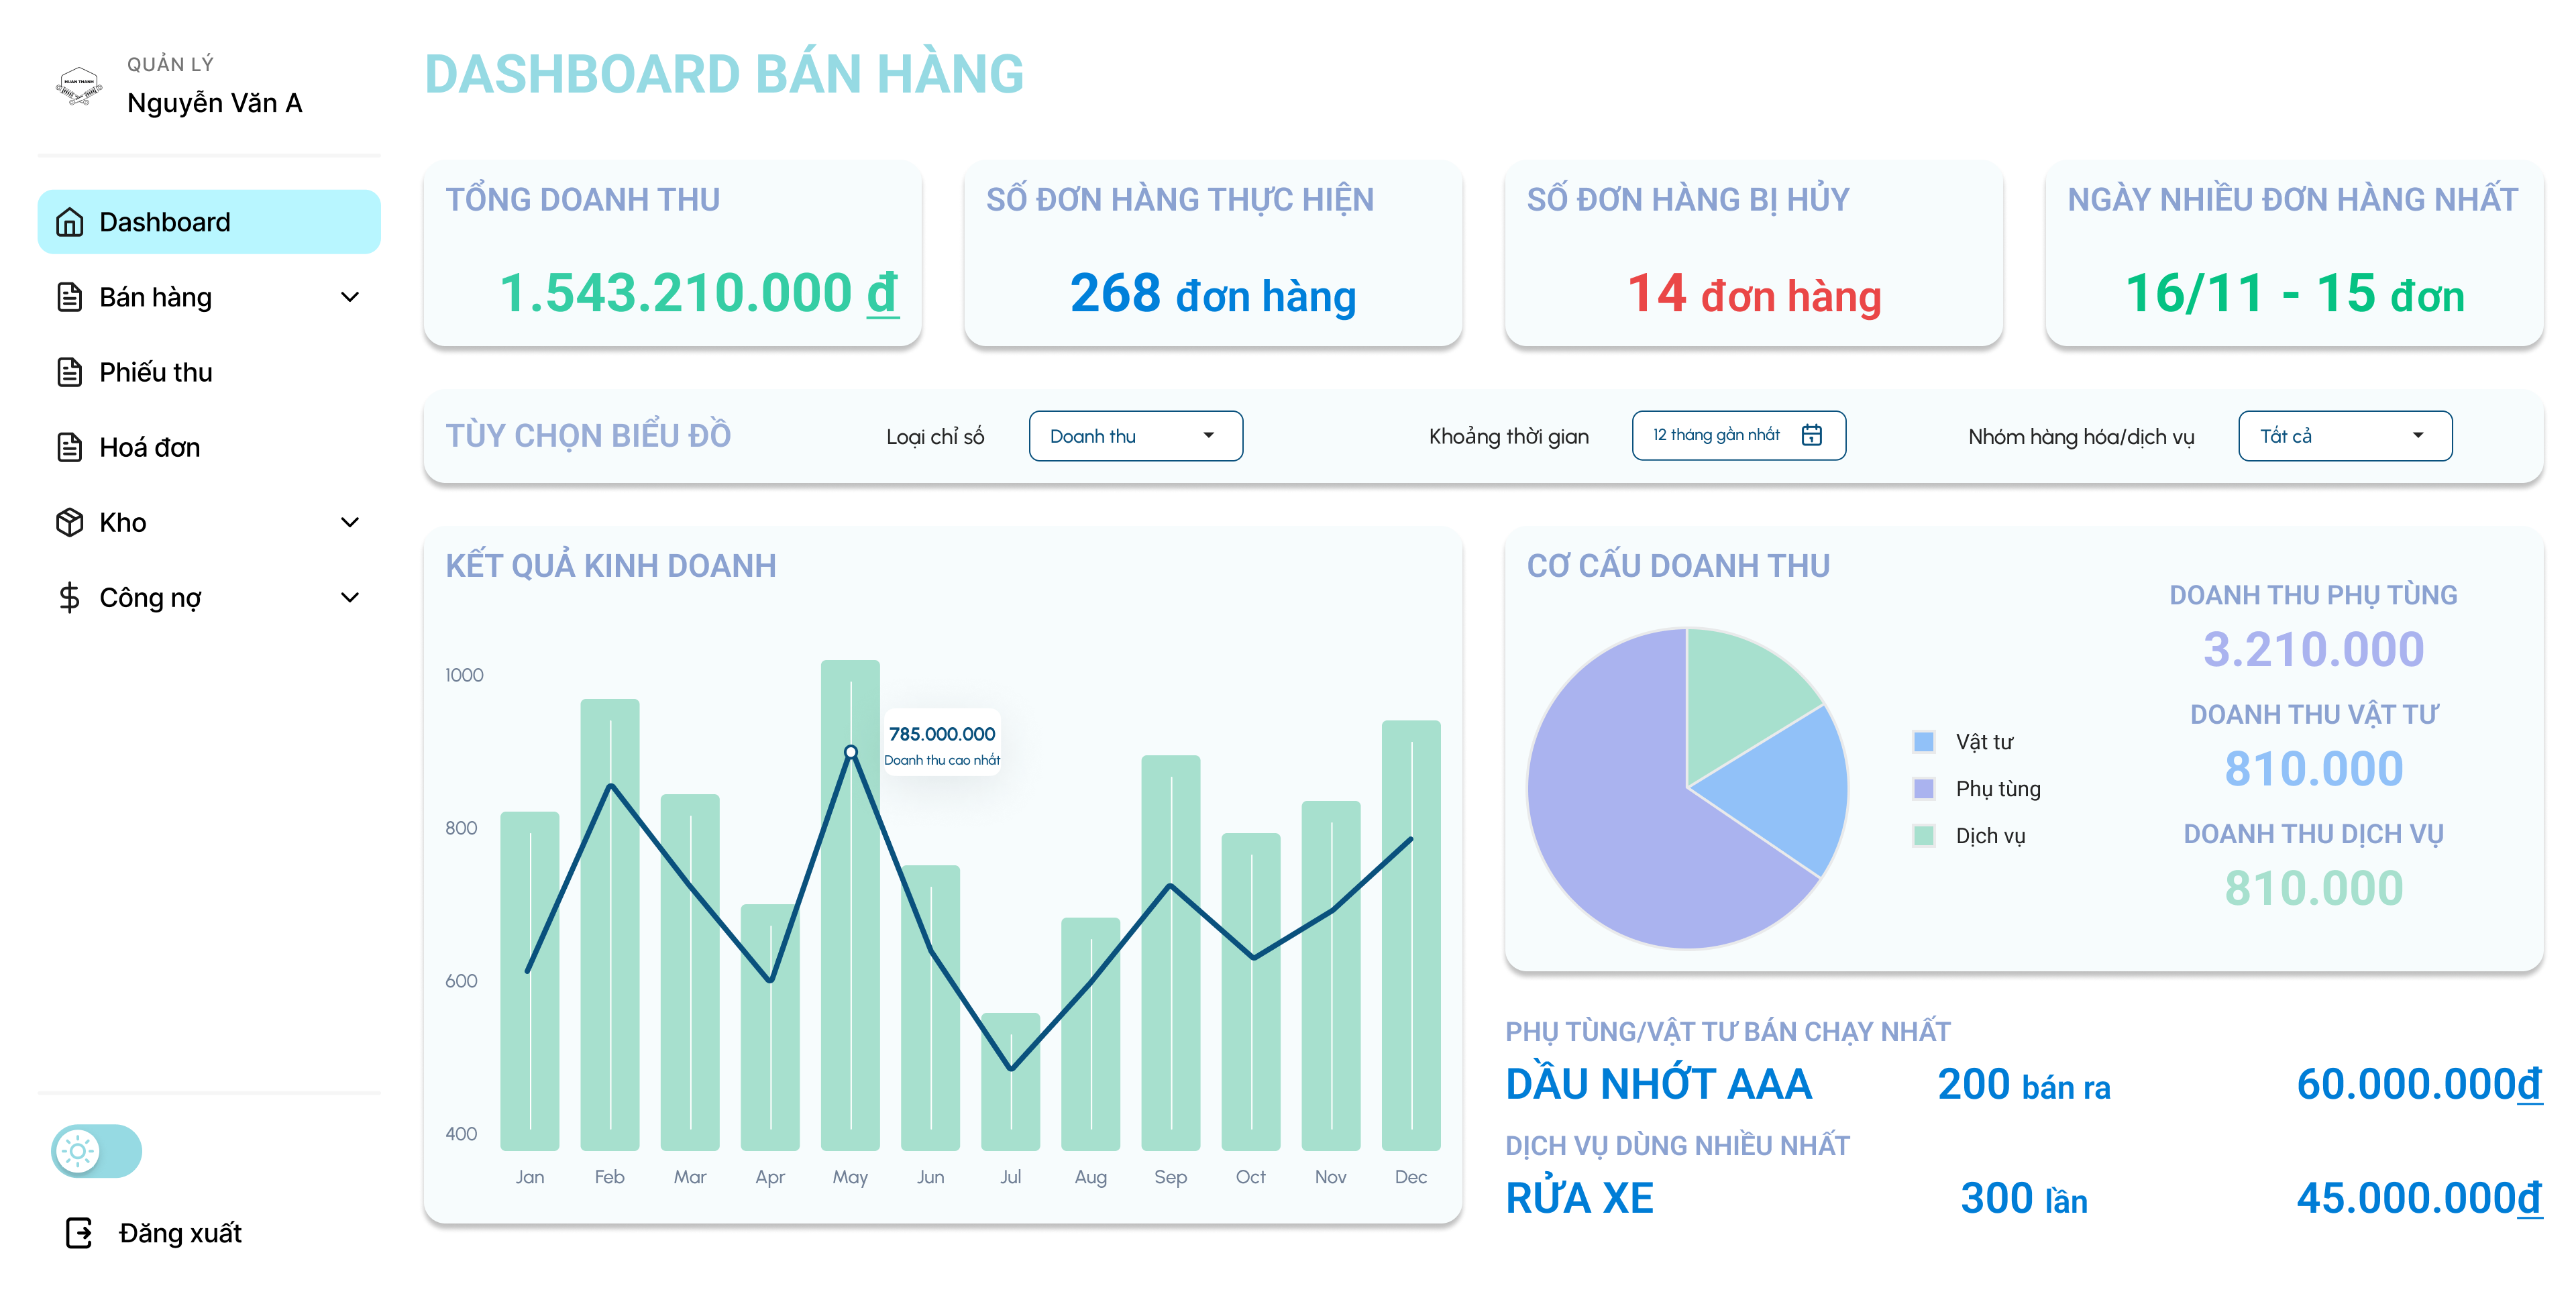 HUAN THANH
QUẢN LÝ
Nguyễn Văn A
Dashboard
Bán hàng
Phiếu thu
Hoá đơn
Kho
Công nợ
Đăng xuất
DASHBOARD BÁN HÀNG
TỔNG DOANH THU
1.543.210.000 đ
SỐ ĐƠN HÀNG THỰC HIỆN
268 đơn hàng
SỐ ĐƠN HÀNG BỊ HỦY
14 đơn hàng
NGÀY NHIỀU ĐƠN HÀNG NHẤT
16/11 - 15 đơn
TÙY CHỌN BIỂU ĐỒ
Loại chỉ số
Doanh thu
Khoảng thời gian
12 tháng gần nhất
Nhóm hàng hóa/dịch vụ
Tất cả
KẾT QUẢ KINH DOANH
1000
800
600
400
785.000.000
Doanh thu cao nhất
Jan Feb Mar Apr May Jun Jul Aug Sep Oct Nov Dec
CƠ CẤU DOANH THU
Vật tư
Phụ tùng
Dịch vụ
DOANH THU PHỤ TÙNG
3.210.000
DOANH THU VẬT TƯ
810.000
DOANH THU DỊCH VỤ
810.000
PHỤ TÙNG/VẬT TƯ BÁN CHẠY NHẤT
DẦU NHỚT AAA 200 bán ra 60.000.000đ
DỊCH VỤ DÙNG NHIỀU NHẤT
RỬA XE 300 lần 45.000.000đ